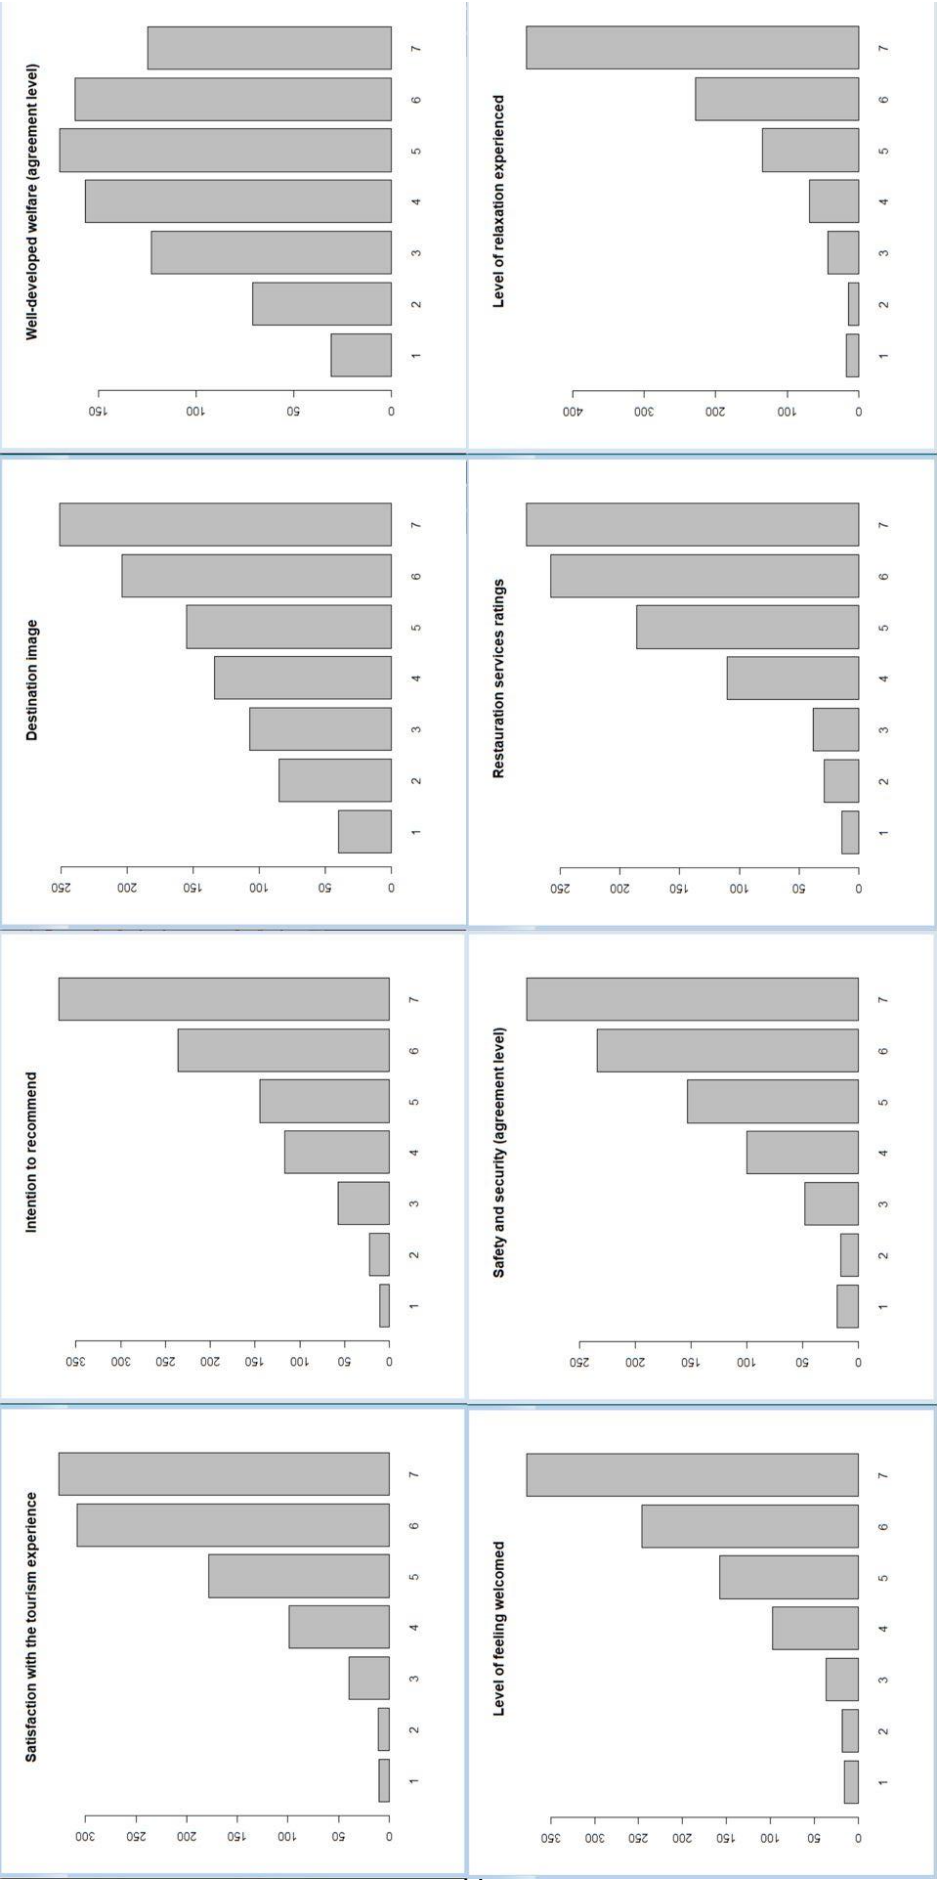 Satisfaction with the tourism experience
0 50 100 150 200 250 300
1 2 3 4 5 6 7
Intention to recommend
0 50 100 150 200 250 300 350
1 2 3 4 5 6 7
Destination image
0 50 100 150 200 250
1 2 3 4 5 6 7
Well-developed welfare (agreement level)
0 50 100 150
1 2 3 4 5 6 7
Level of feeling welcomed
0 50 100 150 200 250 300 350
1 2 3 4 5 6 7
Safety and security (agreement level)
0 50 100 150 200 250
1 2 3 4 5 6 7
Restauration services ratings
0 50 100 150 200 250
1 2 3 4 5 6 7
Level of relaxation experienced
0 100 200 300 400
1 2 3 4 5 6 7